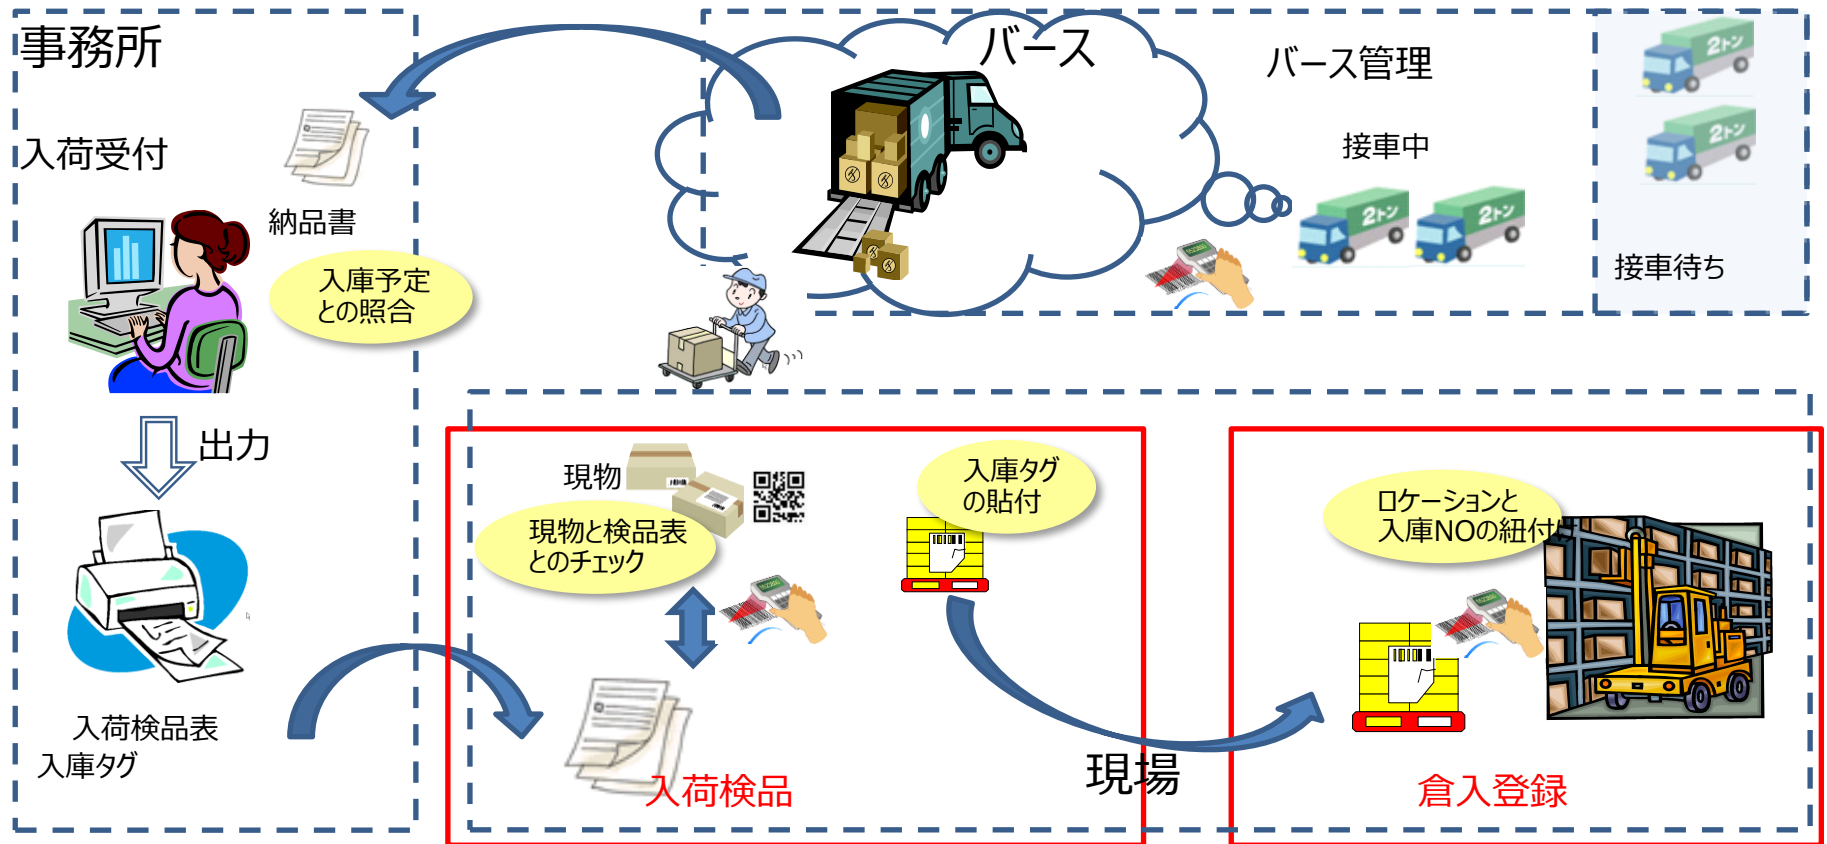 事務所
入荷受付
納品書
入庫予定
との照合
出力
入荷検品表
入庫タグ
バース
バース管理
接車中
2トン
2トン
2トン
2トン
接車待ち
現物
現物と検品表
とのチェック
入庫タグ
の貼付
入荷検品
現場
ロケーションと
入庫NOの紐付け
倉入登録